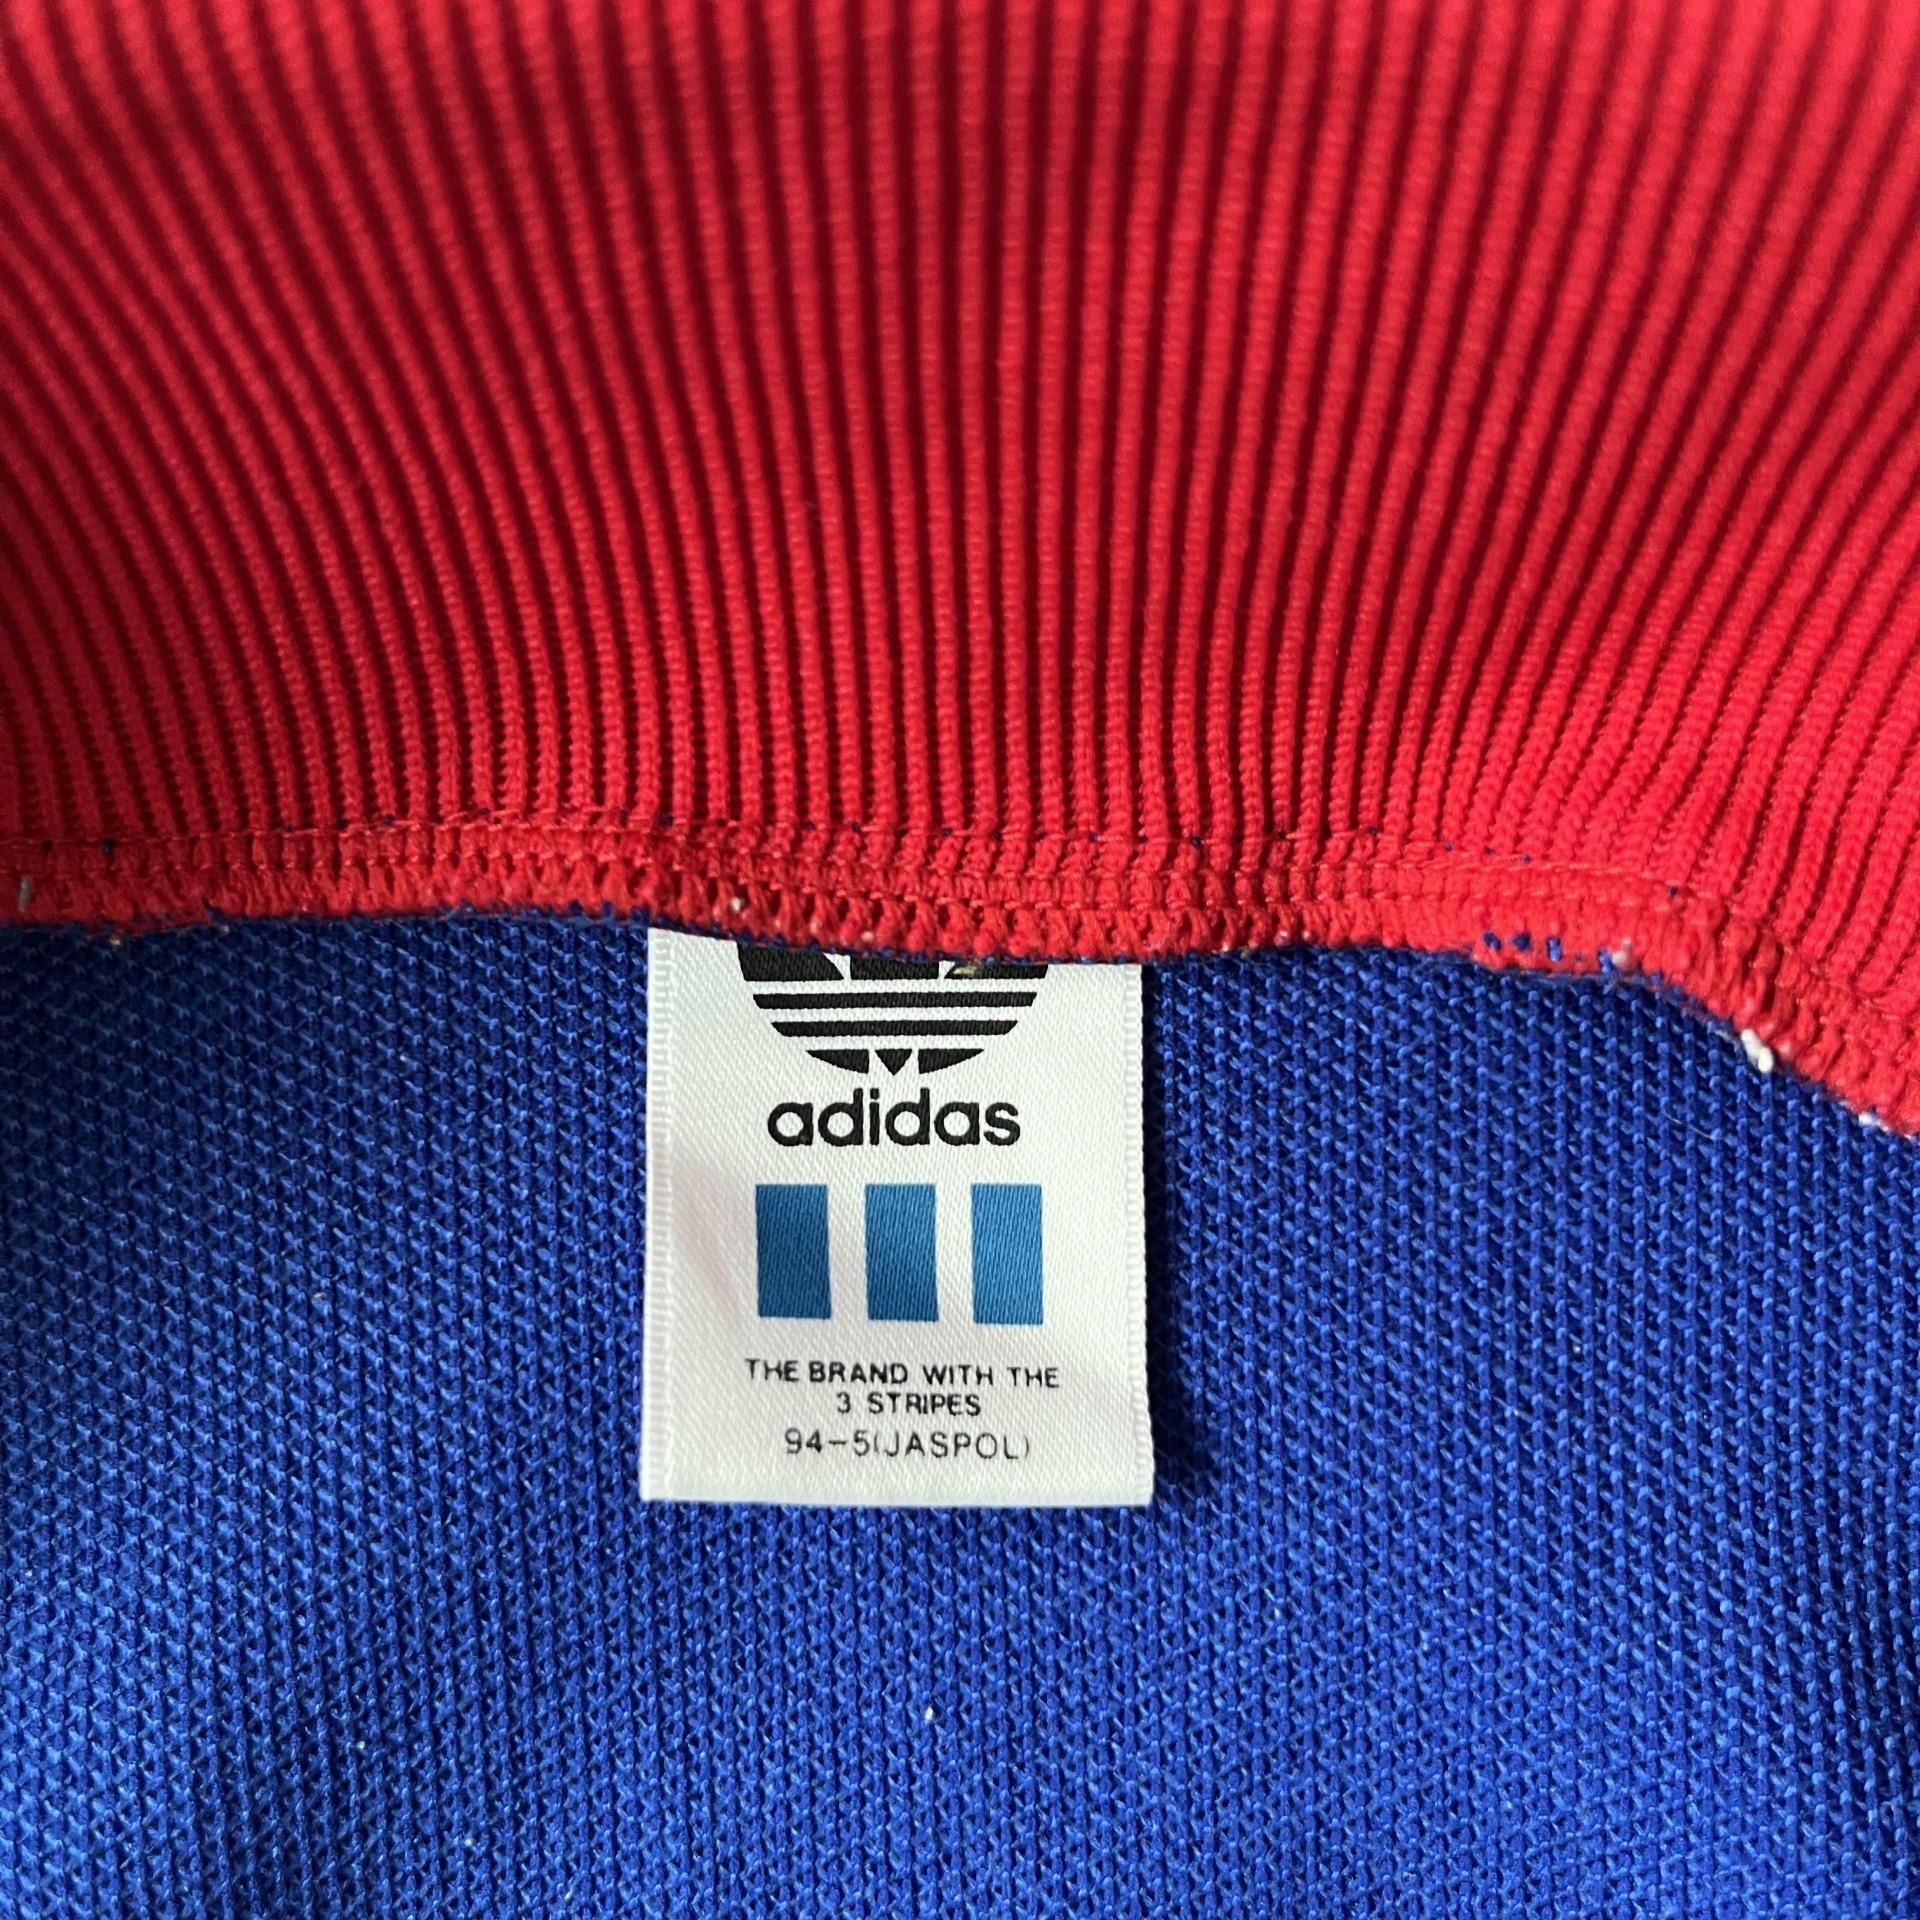 adidas
THE BRAND WITH THE
3 STRIPES
94-5(JASPOL)